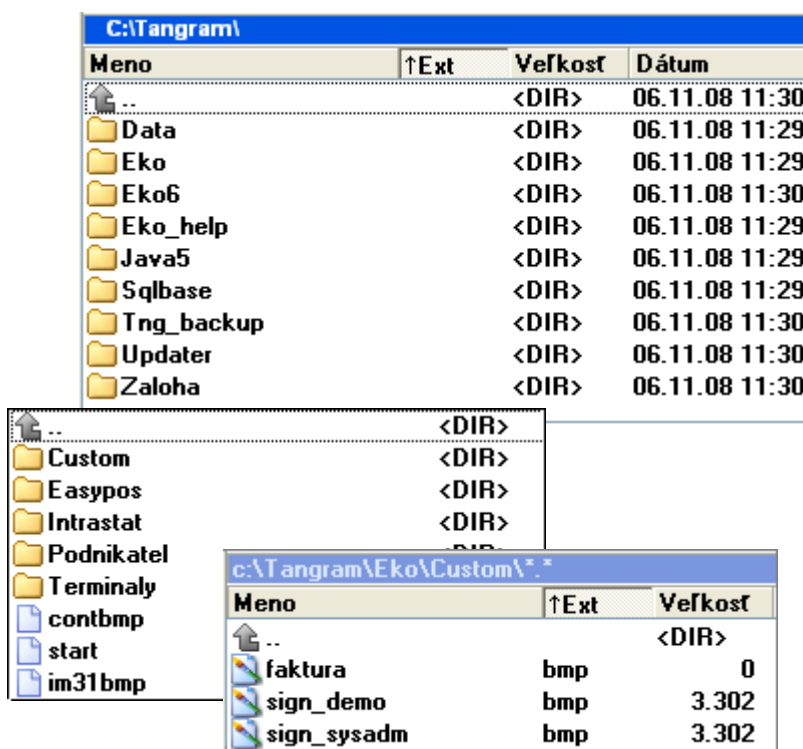 C:\Tangram\
Meno ↑Ext Veľkosť Dátum
.. <DIR> 06.11.08 11:30
Data <DIR> 06.11.08 11:29
Eko <DIR> 06.11.08 11:29
Eko6 <DIR> 06.11.08 11:30
Eko_help <DIR> 06.11.08 11:29
Java5 <DIR> 06.11.08 11:29
Sqlbase <DIR> 06.11.08 11:29
Tng_backup <DIR> 06.11.08 11:30
Updater <DIR> 06.11.08 11:30
Zaloha <DIR> 06.11.08 11:30
.. <DIR>
Custom <DIR>
Easypos <DIR>
Intrastat <DIR>
Podnikatel
Terminaly
contbmp
start
im31bmp
c:\Tangram\Eko\Custom\*.*
Meno ↑Ext Veľkosť
.. <DIR>
faktura bmp 0
sign_demo bmp 3.302
sign_sysadm bmp 3.302